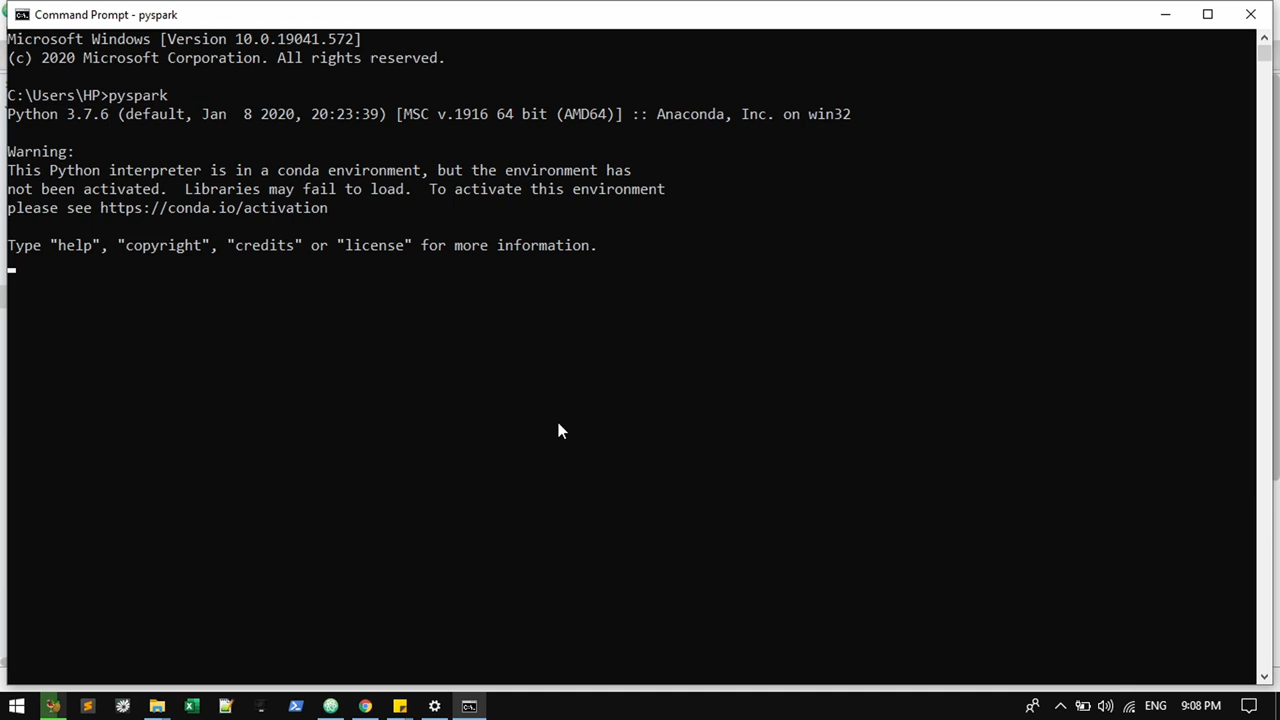 Command Prompt - pyspark
Microsoft Windows [Version 10.0.19041.572]
(c) 2020 Microsoft Corporation. All rights reserved.
C:\Users\HP>pyspark
Python 3.7.6 (default, Jan  8 2020, 20:23:39) [MSC v.1916 64 bit (AMD64)] :: Anaconda, Inc. on win32
Warning:
This Python interpreter is in a conda environment, but the environment has
not been activated.  Libraries may fail to load.  To activate this environment
please see https://conda.io/activation
Type "help", "copyright", "credits" or "license" for more information.
ENG
9:08 PM